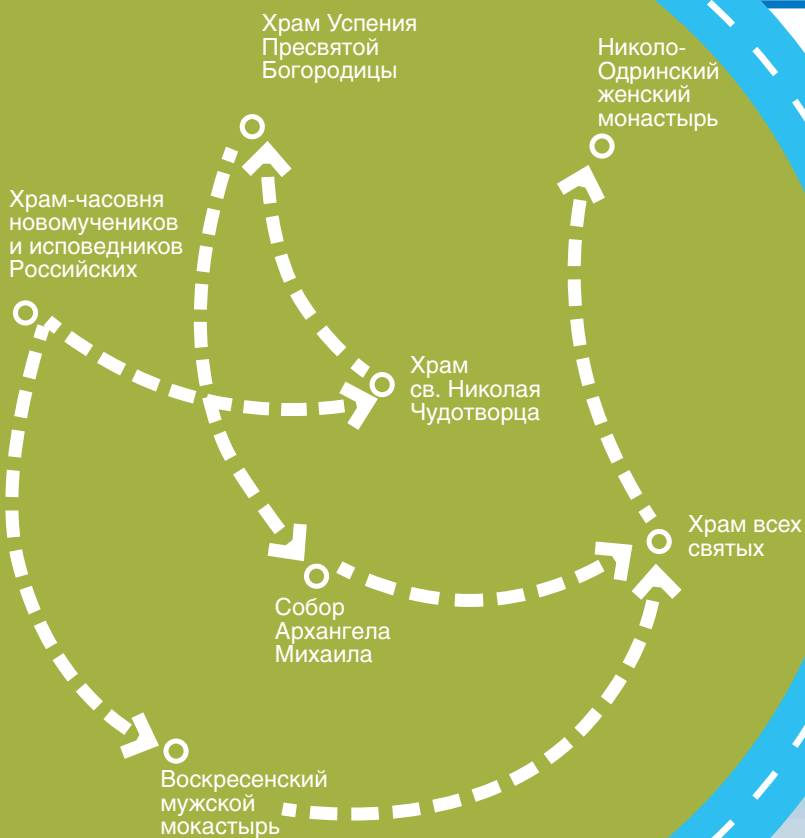 Храм Успения
Пресвятой
Богородицы
Николо-
Одринский
женский
монастырь
Храм-часовня
новомучеников
и исповедников
Российских
Храм
св. Николая
Чудотворца
Храм всех
святых
Собор
Архангела
Михаила
Воскресенский
мужской
мокастырь